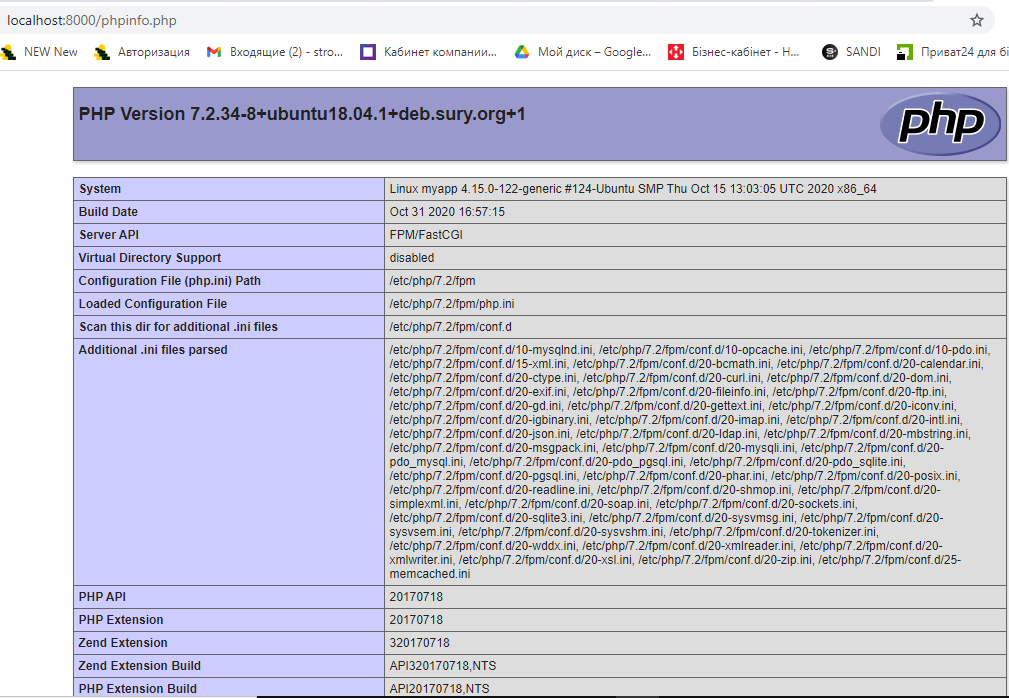 localhost:8000/phpinfo.php
NEW New Авторизация Входящие (2) - stro... Кабинет компании... Мой диск – Google... Бізнес-кабінет - Н... SANDI Приват24 для бі
PHP Version 7.2.34-8+ubuntu18.04.1+deb.sury.org+1 php
System Linux myapp 4.15.0-122-generic #124-Ubuntu SMP Thu Oct 15 13:03:05 UTC 2020 x86_64
Build Date Oct 31 2020 16:57:15
Server API FPM/FastCGI
Virtual Directory Support disabled
Configuration File (php.ini) Path /etc/php/7.2/fpm
Loaded Configuration File /etc/php/7.2/fpm/php.ini
Scan this dir for additional .ini files /etc/php/7.2/fpm/conf.d
Additional .ini files parsed /etc/php/7.2/fpm/conf.d/10-mysqlnd.ini, /etc/php/7.2/fpm/conf.d/10-opcache.ini, /etc/php/7.2/fpm/conf.d/10-pdo.ini,
/etc/php/7.2/fpm/conf.d/15-xml.ini, /etc/php/7.2/fpm/conf.d/20-bcmath.ini, /etc/php/7.2/fpm/conf.d/20-calendar.ini,
/etc/php/7.2/fpm/conf.d/20-ctype.ini, /etc/php/7.2/fpm/conf.d/20-curl.ini, /etc/php/7.2/fpm/conf.d/20-dom.ini,
/etc/php/7.2/fpm/conf.d/20-exif.ini, /etc/php/7.2/fpm/conf.d/20-fileinfo.ini, /etc/php/7.2/fpm/conf.d/20-ftp.ini,
/etc/php/7.2/fpm/conf.d/20-gd.ini, /etc/php/7.2/fpm/conf.d/20-gettext.ini, /etc/php/7.2/fpm/conf.d/20-iconv.ini,
/etc/php/7.2/fpm/conf.d/20-igbinary.ini, /etc/php/7.2/fpm/conf.d/20-imap.ini, /etc/php/7.2/fpm/conf.d/20-intl.ini,
/etc/php/7.2/fpm/conf.d/20-json.ini, /etc/php/7.2/fpm/conf.d/20-ldap.ini, /etc/php/7.2/fpm/conf.d/20-mbstring.ini,
/etc/php/7.2/fpm/conf.d/20-msgpack.ini, /etc/php/7.2/fpm/conf.d/20-mysqli.ini, /etc/php/7.2/fpm/conf.d/20-
pdo_mysql.ini, /etc/php/7.2/fpm/conf.d/20-pdo_pgsql.ini, /etc/php/7.2/fpm/conf.d/20-pdo_sqlite.ini,
/etc/php/7.2/fpm/conf.d/20-pgsql.ini, /etc/php/7.2/fpm/conf.d/20-phar.ini, /etc/php/7.2/fpm/conf.d/20-posix.ini,
/etc/php/7.2/fpm/conf.d/20-readline.ini, /etc/php/7.2/fpm/conf.d/20-shmop.ini, /etc/php/7.2/fpm/conf.d/20-
simplexml.ini, /etc/php/7.2/fpm/conf.d/20-soap.ini, /etc/php/7.2/fpm/conf.d/20-sockets.ini,
/etc/php/7.2/fpm/conf.d/20-sqlite3.ini, /etc/php/7.2/fpm/conf.d/20-sysvmsg.ini, /etc/php/7.2/fpm/conf.d/20-
sysvsem.ini, /etc/php/7.2/fpm/conf.d/20-sysvshm.ini, /etc/php/7.2/fpm/conf.d/20-tokenizer.ini,
/etc/php/7.2/fpm/conf.d/20-wddx.ini, /etc/php/7.2/fpm/conf.d/20-xmlreader.ini, /etc/php/7.2/fpm/conf.d/20-
xmlwriter.ini, /etc/php/7.2/fpm/conf.d/20-xsl.ini, /etc/php/7.2/fpm/conf.d/20-zip.ini, /etc/php/7.2/fpm/conf.d/25-
memcached.ini
PHP API 20170718
PHP Extension 20170718
Zend Extension 320170718
Zend Extension Build API320170718,NTS
PHP Extension Build API20170718,NTS